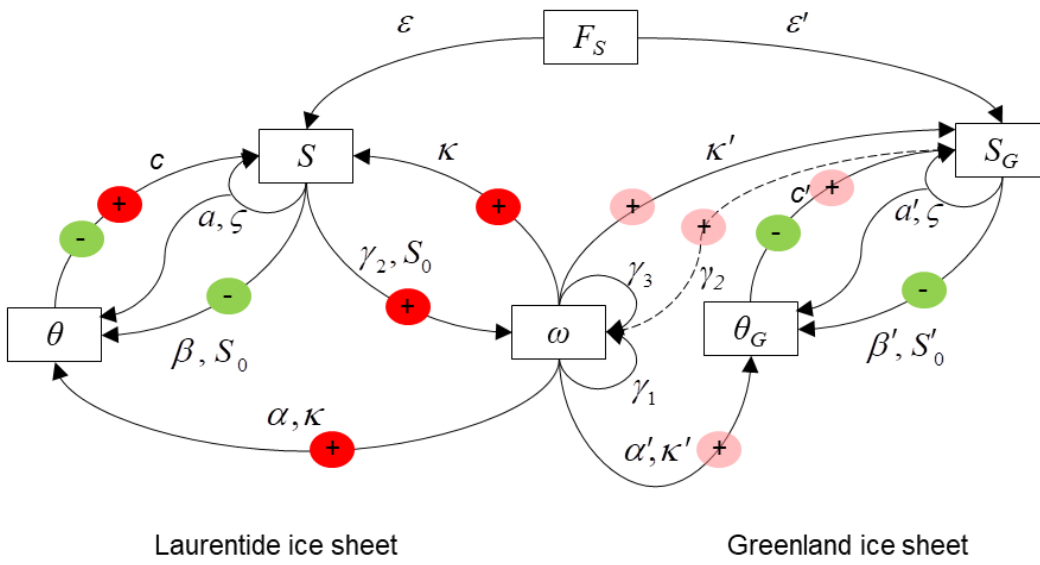 ε
F_S
ε'
S
S_G
c
+
-
κ
+
κ'
+
c'
+
-
+
a, ς
a', ς
γ₂, S₀
+
γ₃
γ₂
-
β, S₀
-
β', S'₀
θ
ω
θ_G
γ₁
α, κ
+
α', κ'
+
Laurentide ice sheet
Greenland ice sheet